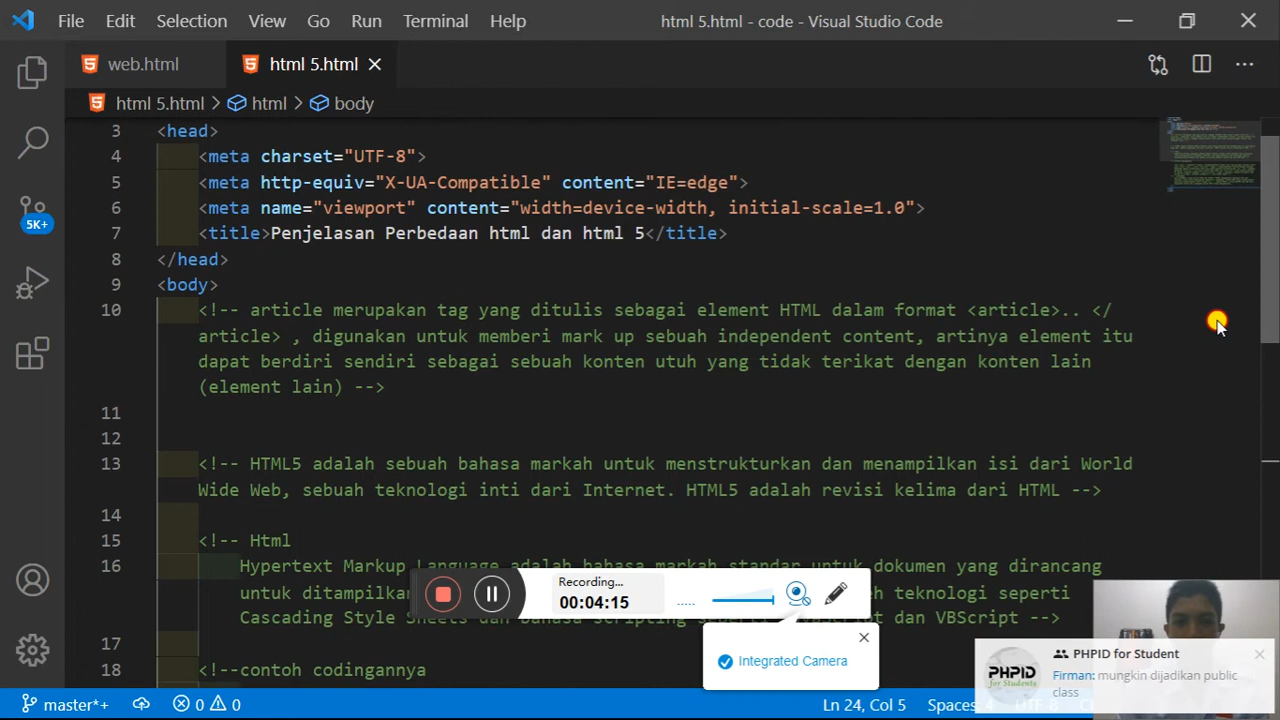 File Edit Selection View Go Run Terminal Help html 5.html - code - Visual Studio Code
web.html html 5.html
html 5.html > html > body
3 <head>
4 <meta charset="UTF-8">
5 <meta http-equiv="X-UA-Compatible" content="IE=edge">
6 <meta name="viewport" content="width=device-width, initial-scale=1.0">
7 <title>Penjelasan Perbedaan html dan html 5</title>
8 </head>
9 <body>
10 <!-- article merupakan tag yang ditulis sebagai element HTML dalam format <article>.. </
article> , digunakan untuk memberi mark up sebuah independent content, artinya element itu
dapat berdiri sendiri sebagai sebuah konten utuh yang tidak terikat dengan konten lain
(element lain) -->
11
12
13 <!-- HTML5 adalah sebuah bahasa markah untuk menstrukturkan dan menampilkan isi dari World
Wide Web, sebuah teknologi inti dari Internet. HTML5 adalah revisi kelima dari HTML -->
14
15 <!-- Html
16 Hypertext Markup Language adalah bahasa markah standar untuk dokumen yang dirancang
untuk ditampilkan teknologi seperti
Cascading Style Sheets dan bahasa scripting seperti JavaScript dan VBScript -->
17
18 <!--contoh codingannya
5K+
Recording...
00:04:15
Integrated Camera
PHPID for Students
PHPID for Student
Firman: mungkin dijadikan public
class
master*+ 0 0 Ln 24, Col 5 Spaces